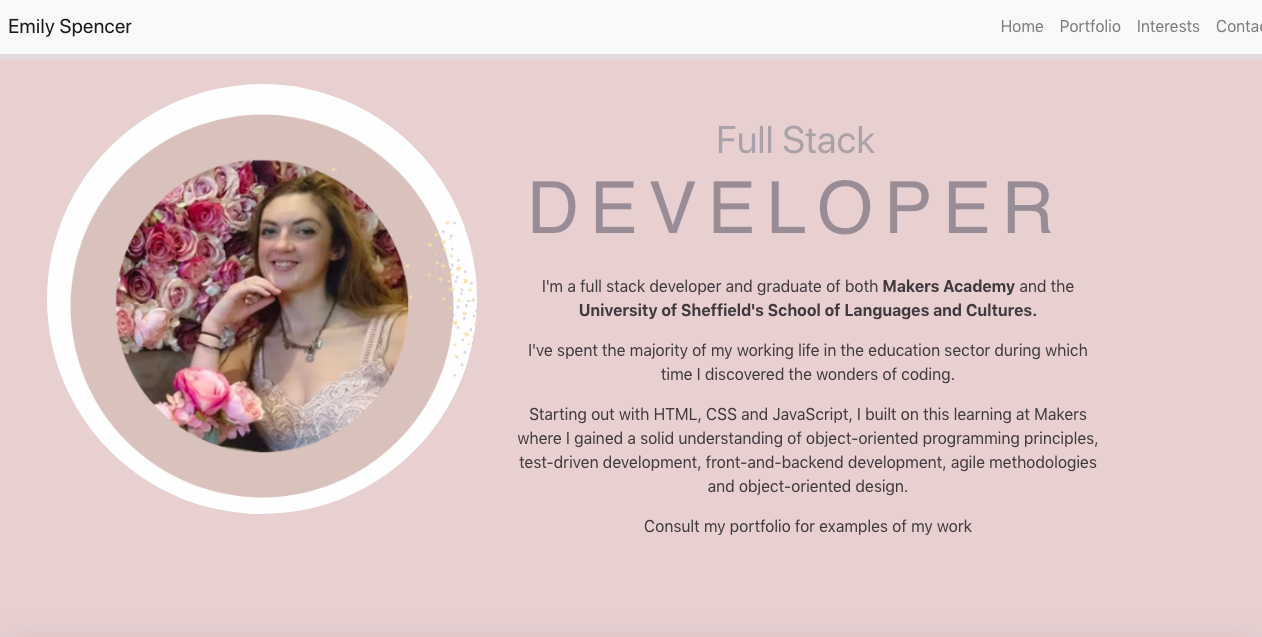 Emily Spencer
Home Portfolio Interests
Full Stack
DEVELOPER
I'm a full stack developer and graduate of both Makers Academy and the
University of Sheffield's School of Languages and Cultures.
I've spent the majority of my working life in the education sector during which
time I discovered the wonders of coding.
Starting out with HTML, CSS and JavaScript, I built on this learning at Makers
where I gained a solid understanding of object-oriented programming principles,
test-driven development, front-and-backend development, agile methodologies
and object-oriented design.
Consult my portfolio for examples of my work